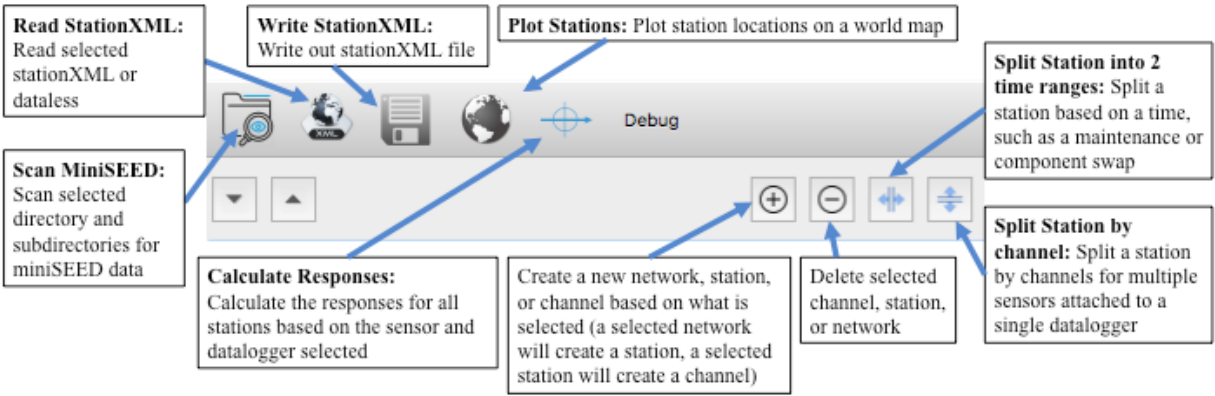 Read StationXML:
Read selected
stationXML or
dataless
Write StationXML:
Write out stationXML file
Plot Stations: Plot station locations on a world map
Split Station into 2
time ranges: Split a
station based on a time,
such as a maintenance or
component swap
XML
Debug
Scan MiniSEED:
Scan selected
directory and
subdirectories for
miniSEED data
Calculate Responses:
Calculate the responses for all
stations based on the sensor and
datalogger selected
Create a new network, station,
or channel based on what is
selected (a selected network
will create a station, a selected
station will create a channel)
Delete selected
channel, station,
or network
Split Station by
channel: Split a station
by channels for multiple
sensors attached to a
single datalogger